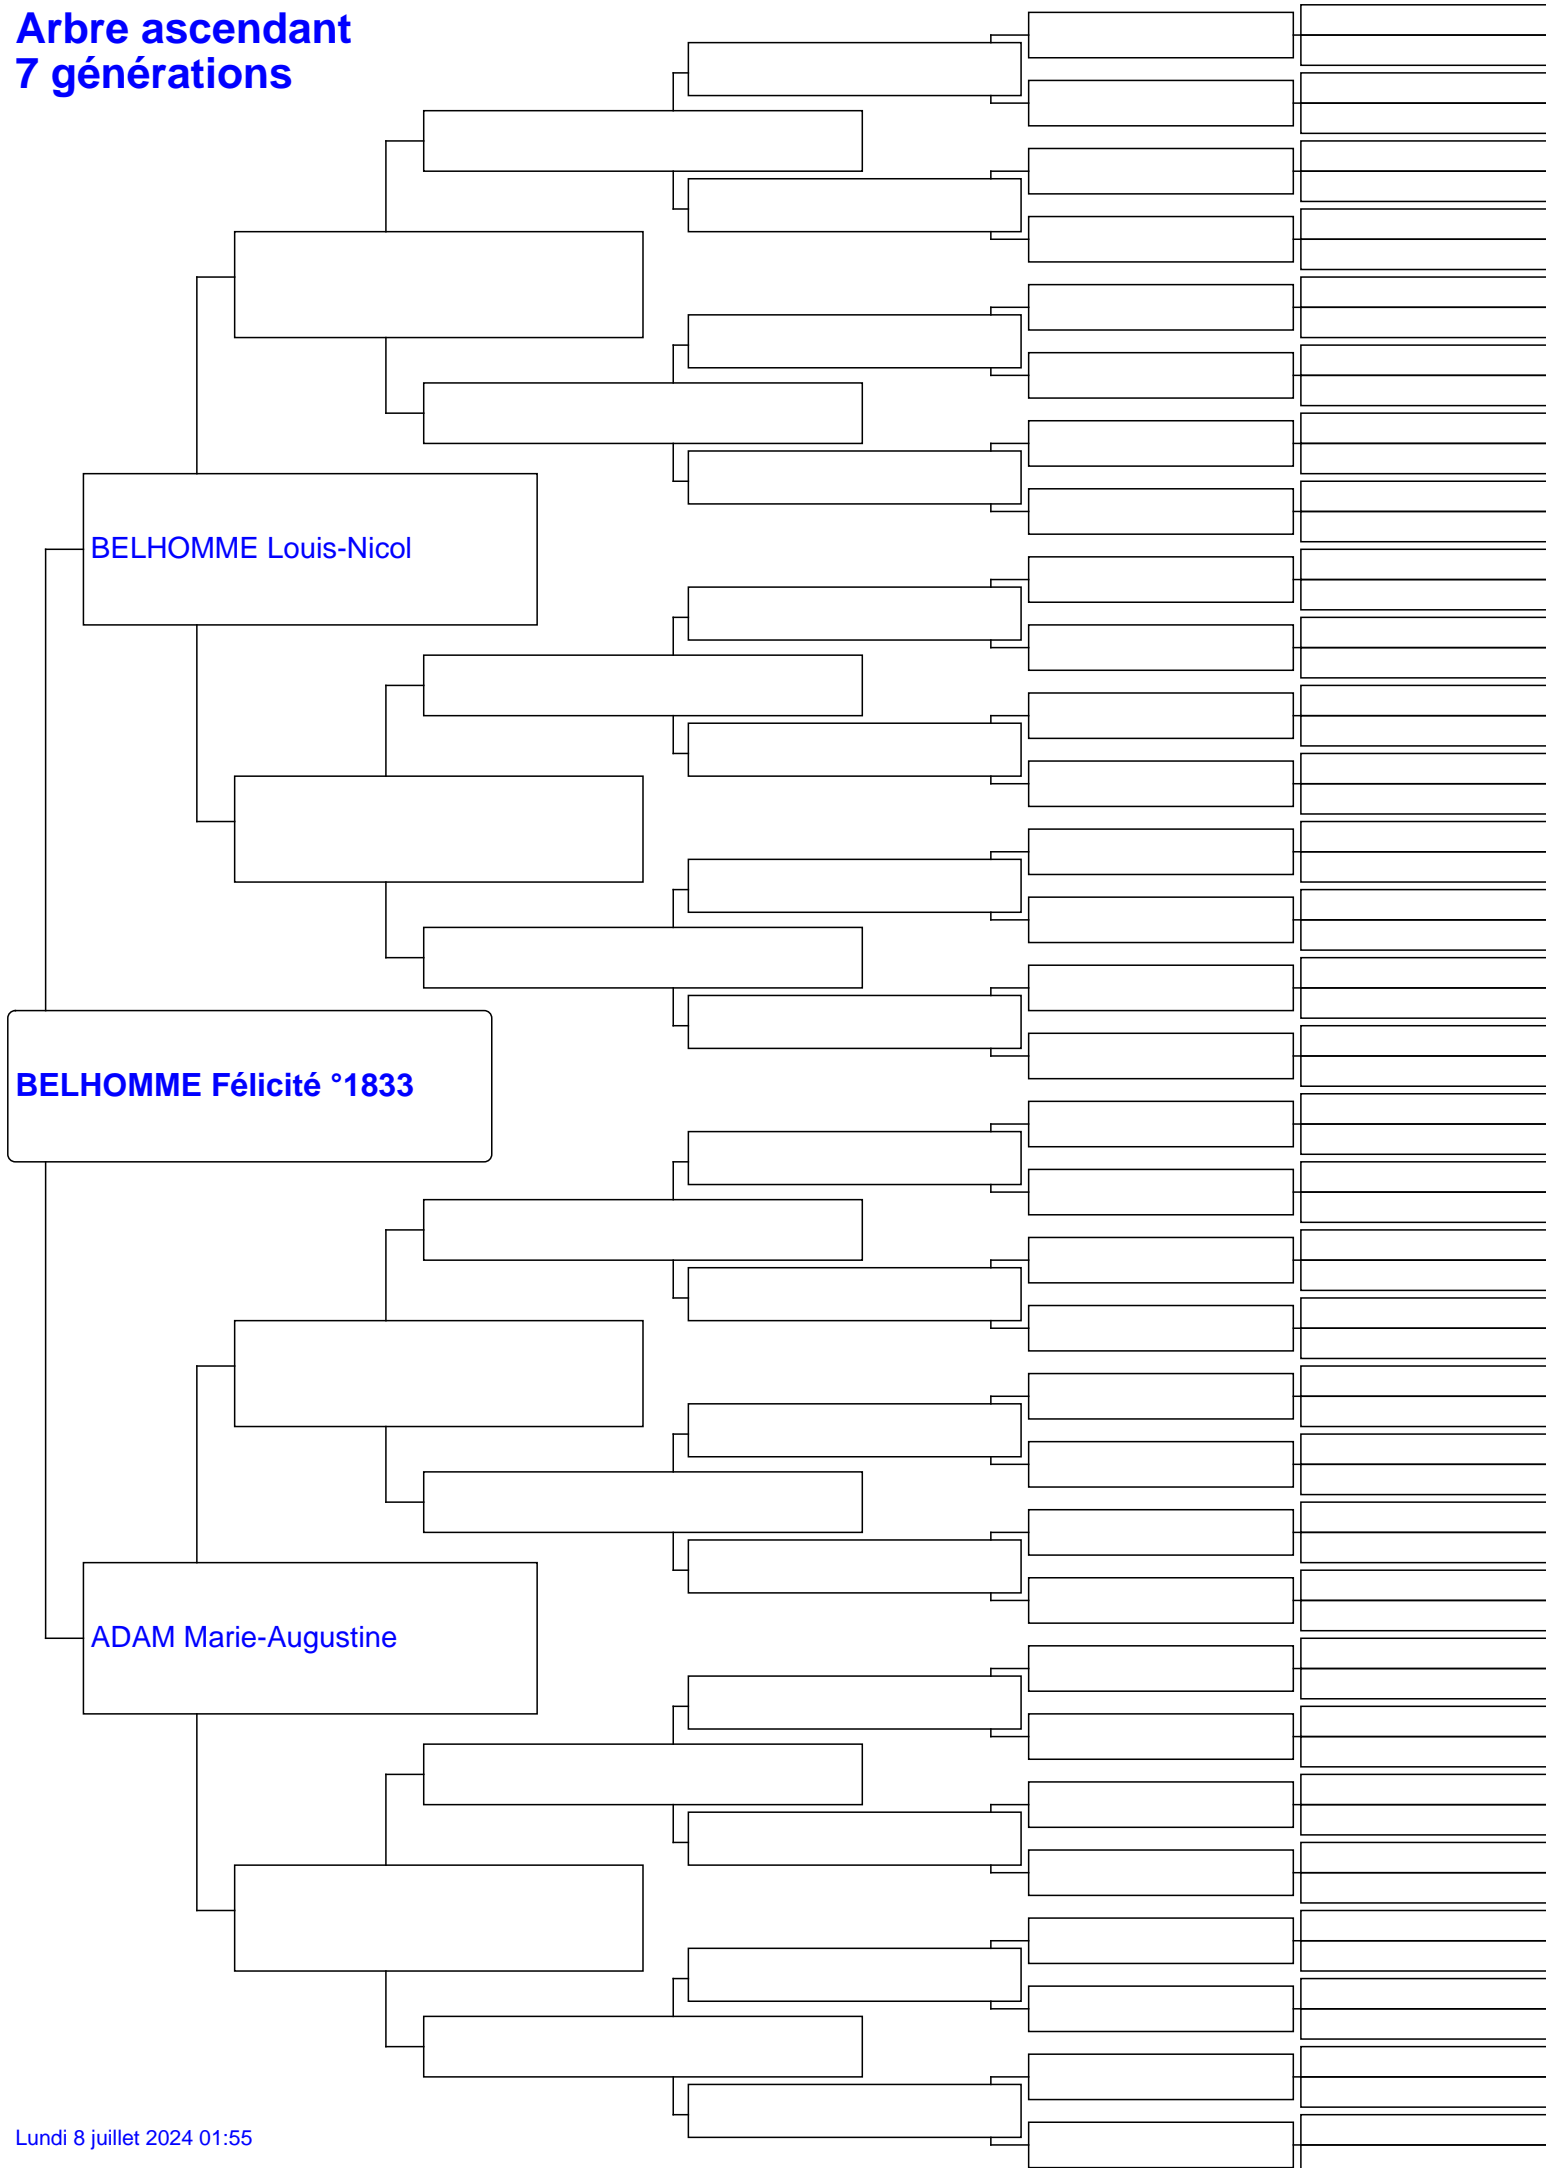 Arbre ascendant
7 générations
BELHOMME Louis-Nicol
BELHOMME Félicité °1833
ADAM Marie-Augustine
Lundi 8 juillet 2024 01:55